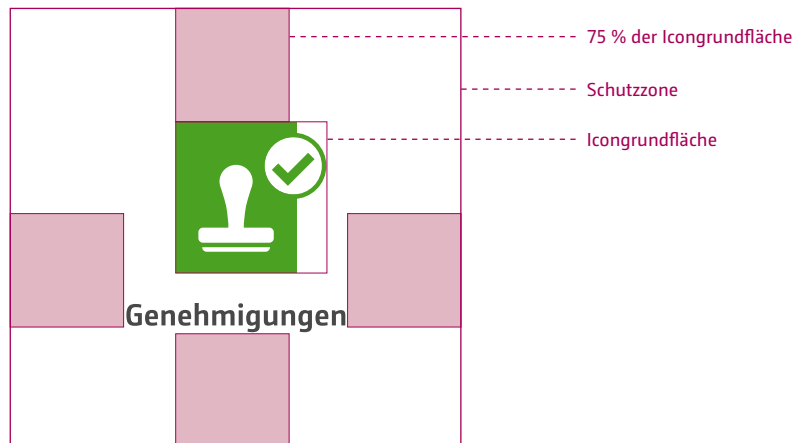 75 % der Icongrundfläche
Schutzzone
Icongrundfläche
Genehmigungen